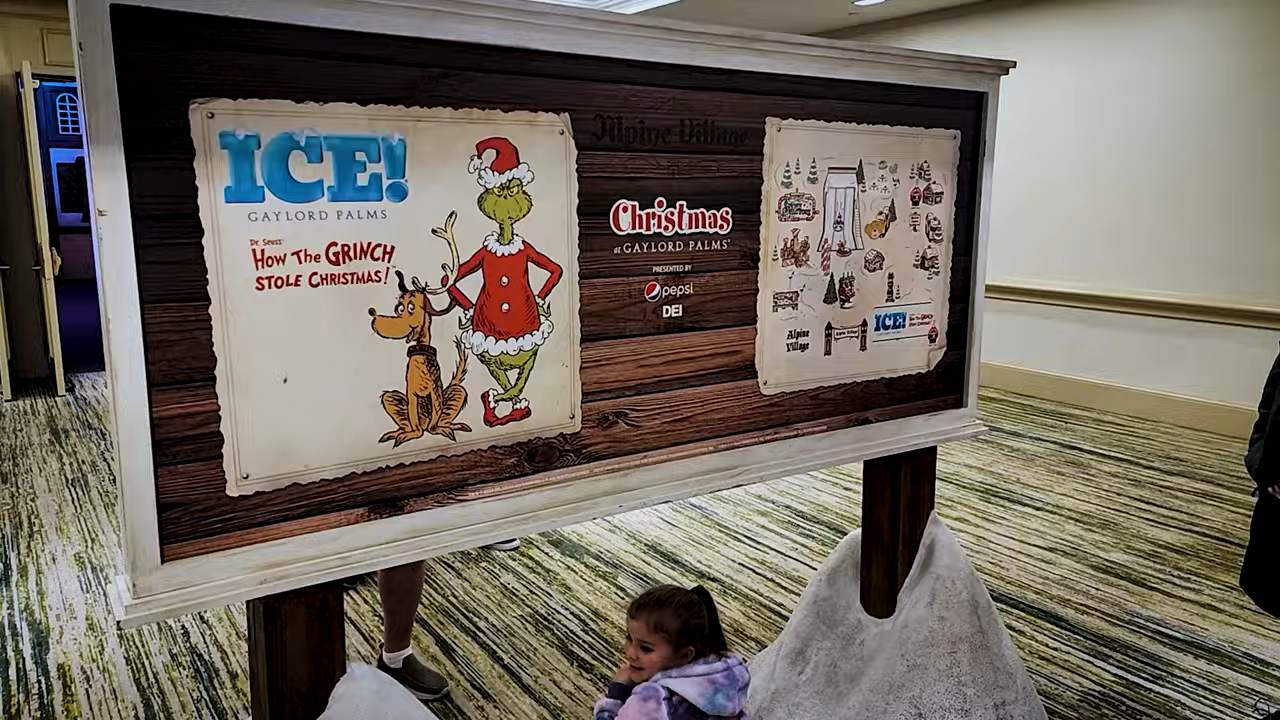 ICE!
GAYLORD PALMS
Dr. Seuss'
How The GRINCH
STOLE CHRISTMAS!
Alpine Village
Christmas
at GAYLORD PALMS
PRESENTED BY
pepsi
DEI
Alpine
Village
ICE!